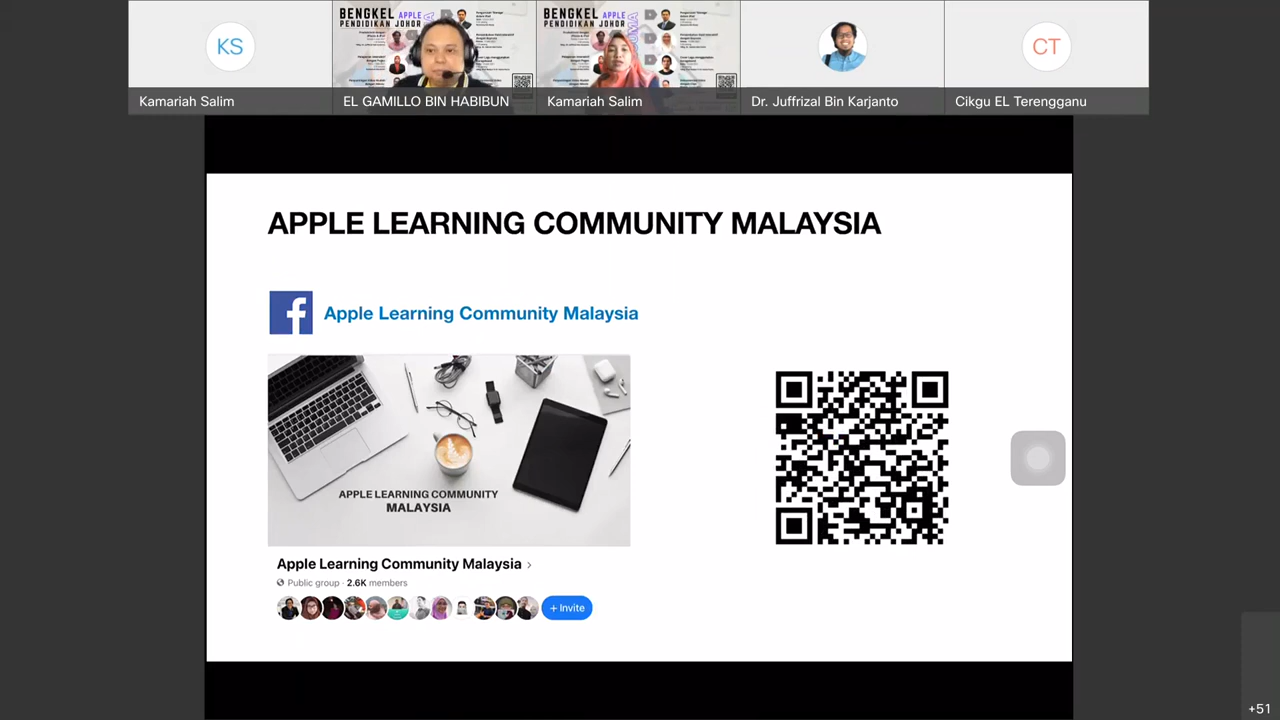 KS
BENGKEL APPLE
PENDIDIKAN JOHOR
BENGKEL APPLE
PENDIDIKAN JOHOR
CT
Kamariah Salim
EL GAMILLO BIN HABIBUN
Kamariah Salim
Dr. Juffrizal Bin Karjanto
Cikgu EL Terengganu
APPLE LEARNING COMMUNITY MALAYSIA
f
Apple Learning Community Malaysia
APPLE LEARNING COMMUNITY
MALAYSIA
Apple Learning Community Malaysia ›
Public group · 2.6K members
+ Invite
+51